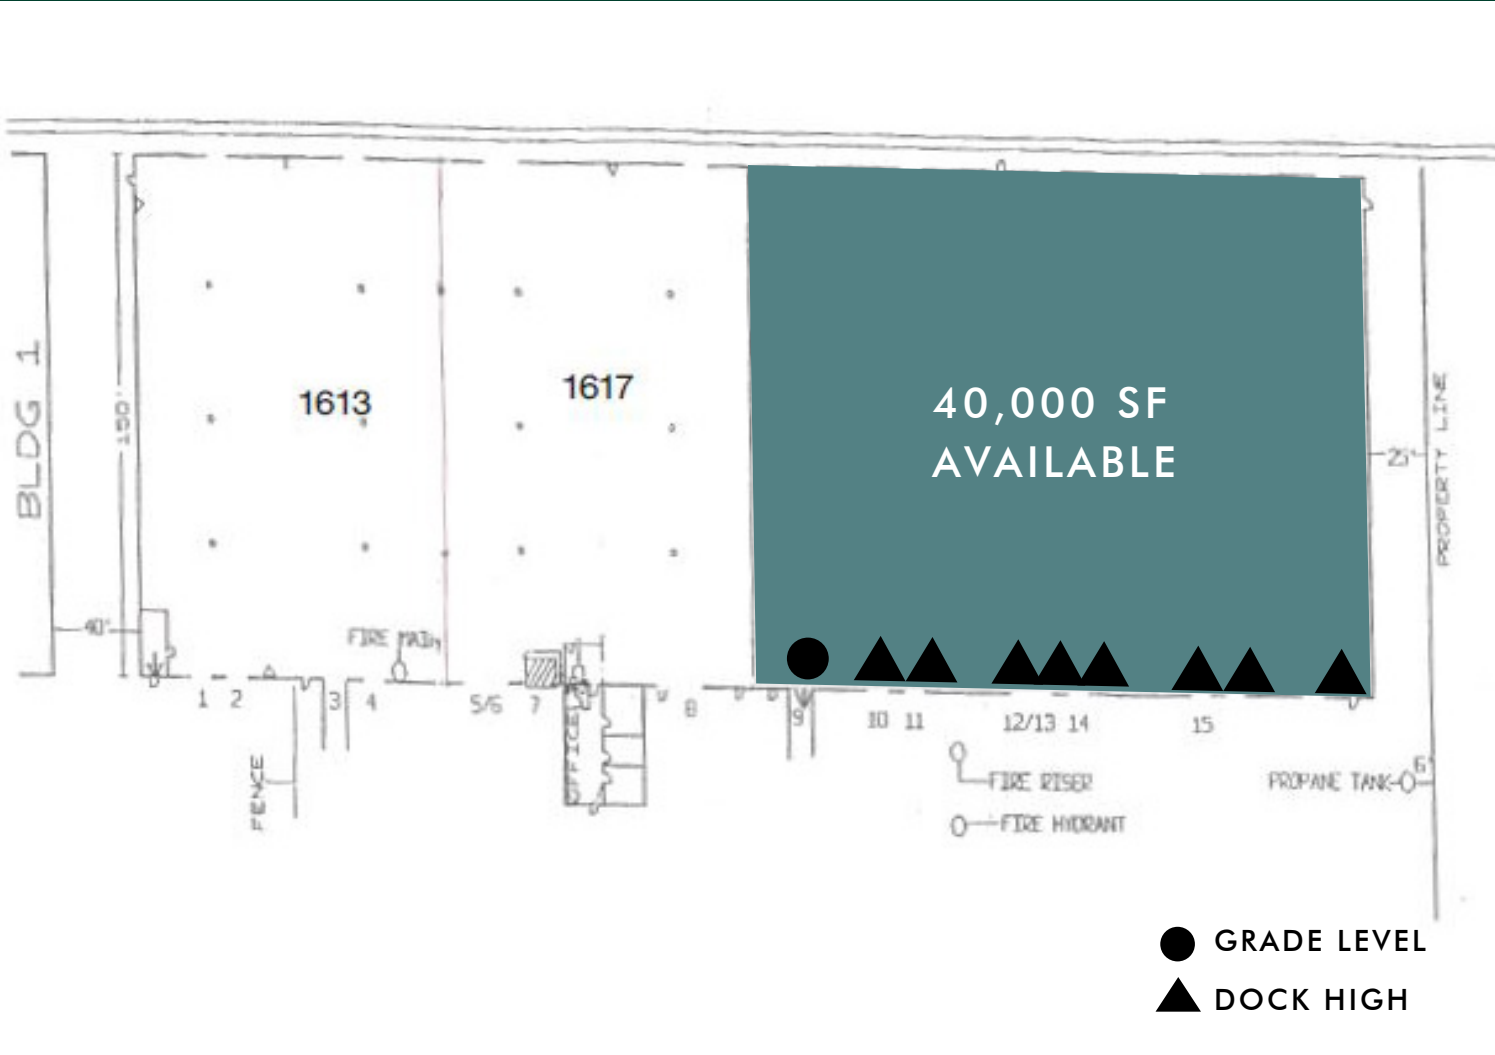 BLDG 1
150'
40'
1613
1617
40,000 SF
AVAILABLE
25'
PROPERTY LINE
FIRE MAIN
1 2 3 4 5/6 7 8 9 10 11 12/13 14 15
FENCE
OFFICE
FIRE RISER
FIRE HYDRANT
PROPANE TANK
6'
GRADE LEVEL
DOCK HIGH